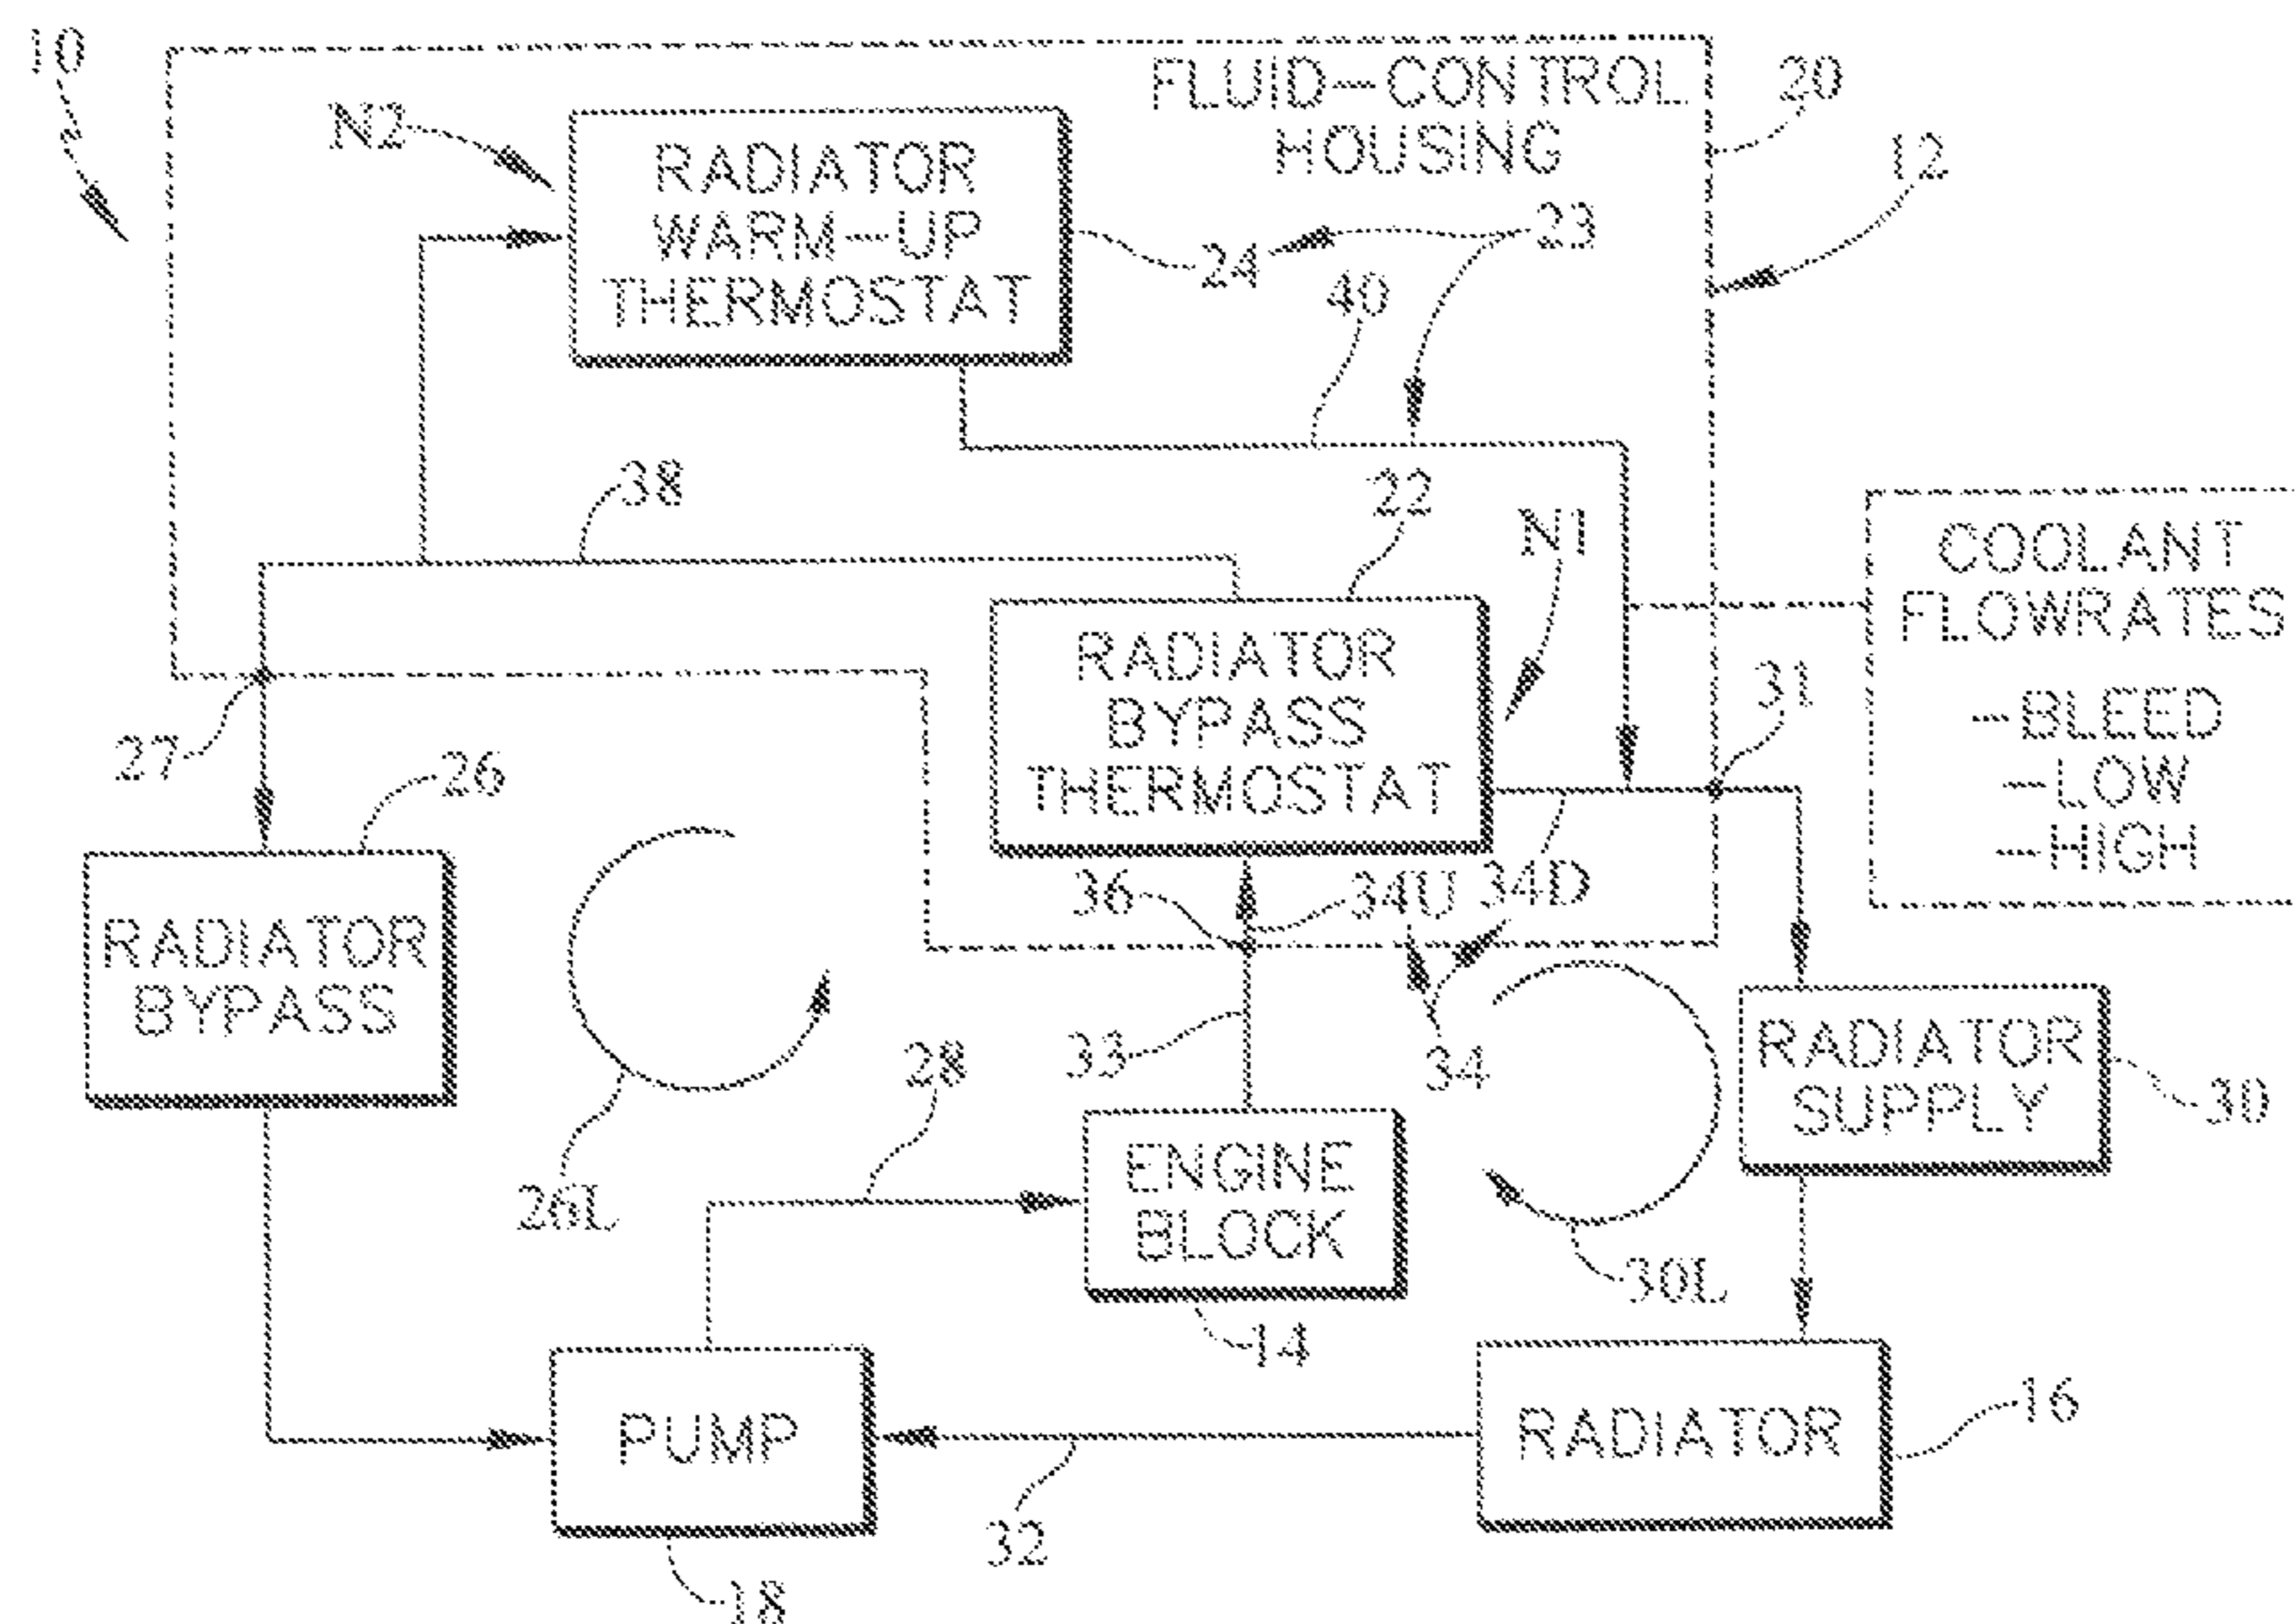 10
FLUID-CONTROL
HOUSING
20
12
N2
RADIATOR
WARM-UP
THERMOSTAT
24
23
40
38
22
N1
COOLANT
FLOWRATES
-BLEED
-LOW
-HIGH
31
RADIATOR
BYPASS
THERMOSTAT
27
26
36
34U
34D
RADIATOR
BYPASS
33
34
28
RADIATOR
SUPPLY
30
26L
ENGINE
BLOCK
30L
14
PUMP
RADIATOR
16
32
18